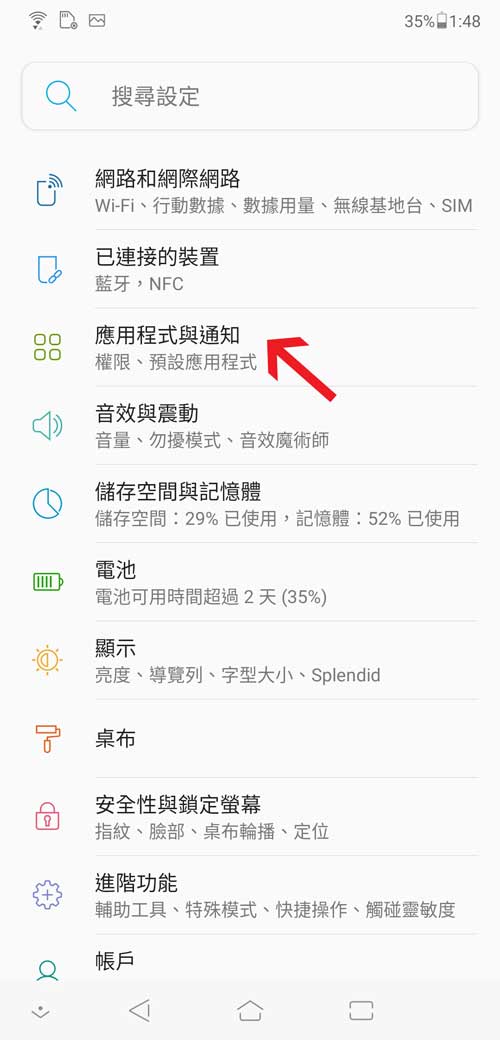 35% 1:48
搜尋設定
網路和網際網路
Wi-Fi、行動數據、數據用量、無線基地台、SIM
已連接的裝置
藍牙，NFC
應用程式與通知
權限、預設應用程式
音效與震動
音量、勿擾模式、音效魔術師
儲存空間與記憶體
儲存空間：29% 已使用，記憶體：52% 已使用
電池
電池可用時間超過 2 天 (35%)
顯示
亮度、導覽列、字型大小、Splendid
桌布
安全性與鎖定螢幕
指紋、臉部、桌布輪播、定位
進階功能
輔助工具、特殊模式、快捷操作、觸碰靈敏度
帳戶